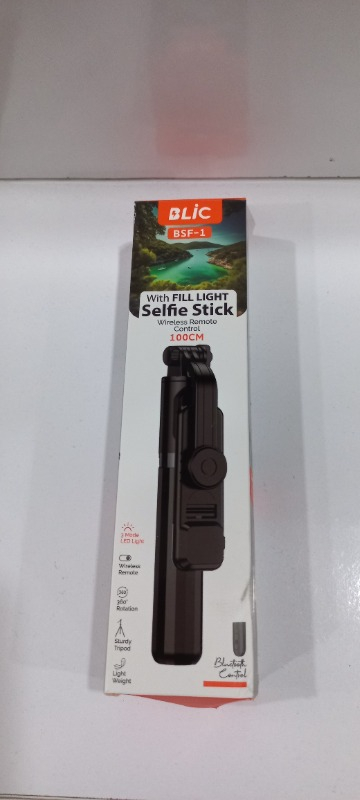 BLiC
BSF-1
With FILL LIGHT
Selfie Stick
Wireless Remote
Control
100CM
3 Mode
LED Light
Wireless
Remote
360
360°
Rotation
Sturdy
Tripod
Light
Weight
Bluetooth
Control